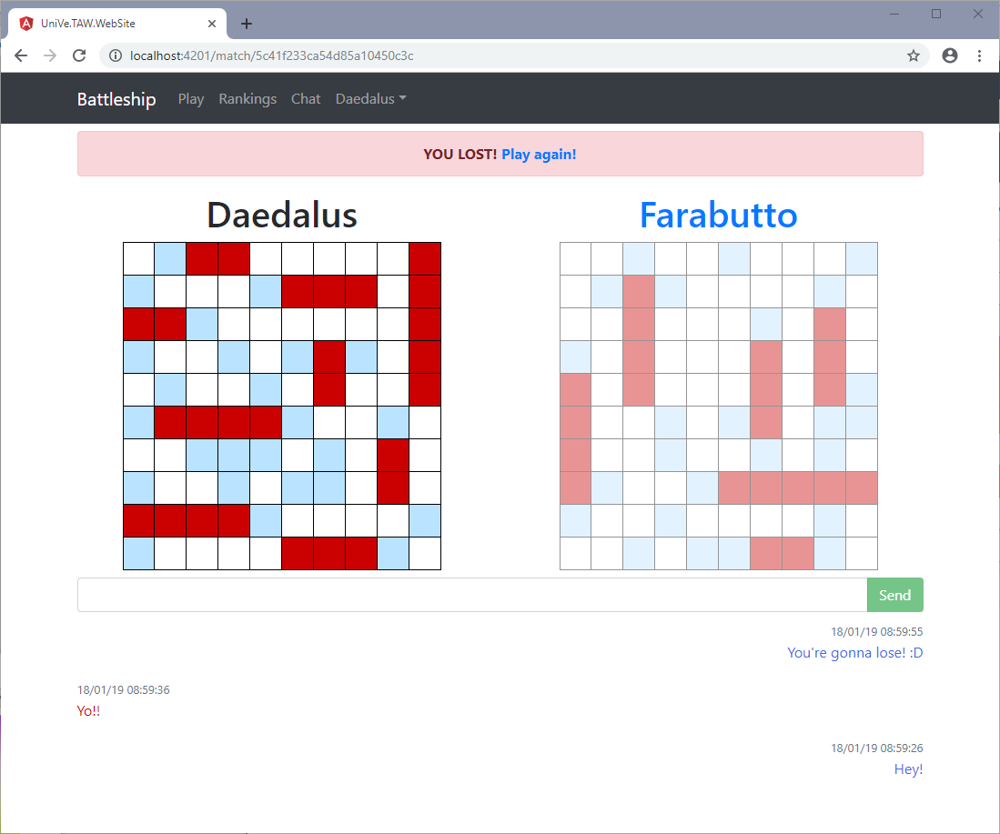 UniVe.TAW.WebSite
localhost:4201/match/5c41f233ca54d85a10450c3c
Battleship Play Rankings Chat Daedalus
YOU LOST! Play again!
Daedalus
Farabutto
Send
18/01/19 08:59:55
You're gonna lose! :D
18/01/19 08:59:36
Yo!!
18/01/19 08:59:26
Hey!